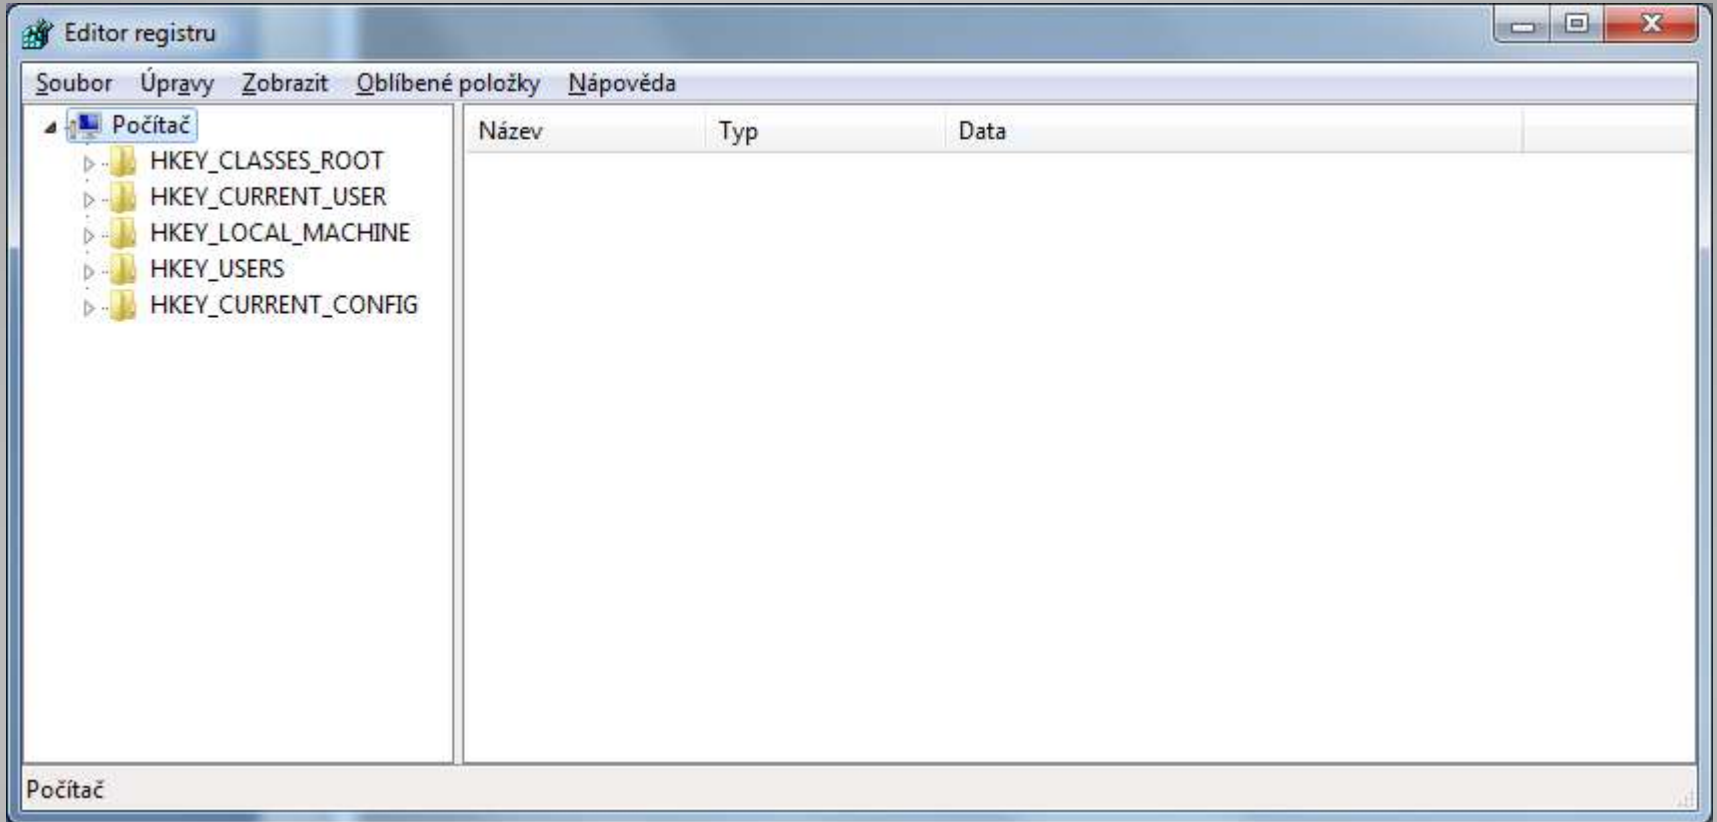 Editor registru
Soubor Úpravy Zobrazit Oblíbené položky Nápověda
Počítač
HKEY_CLASSES_ROOT
HKEY_CURRENT_USER
HKEY_LOCAL_MACHINE
HKEY_USERS
HKEY_CURRENT_CONFIG
Název Typ Data
Počítač